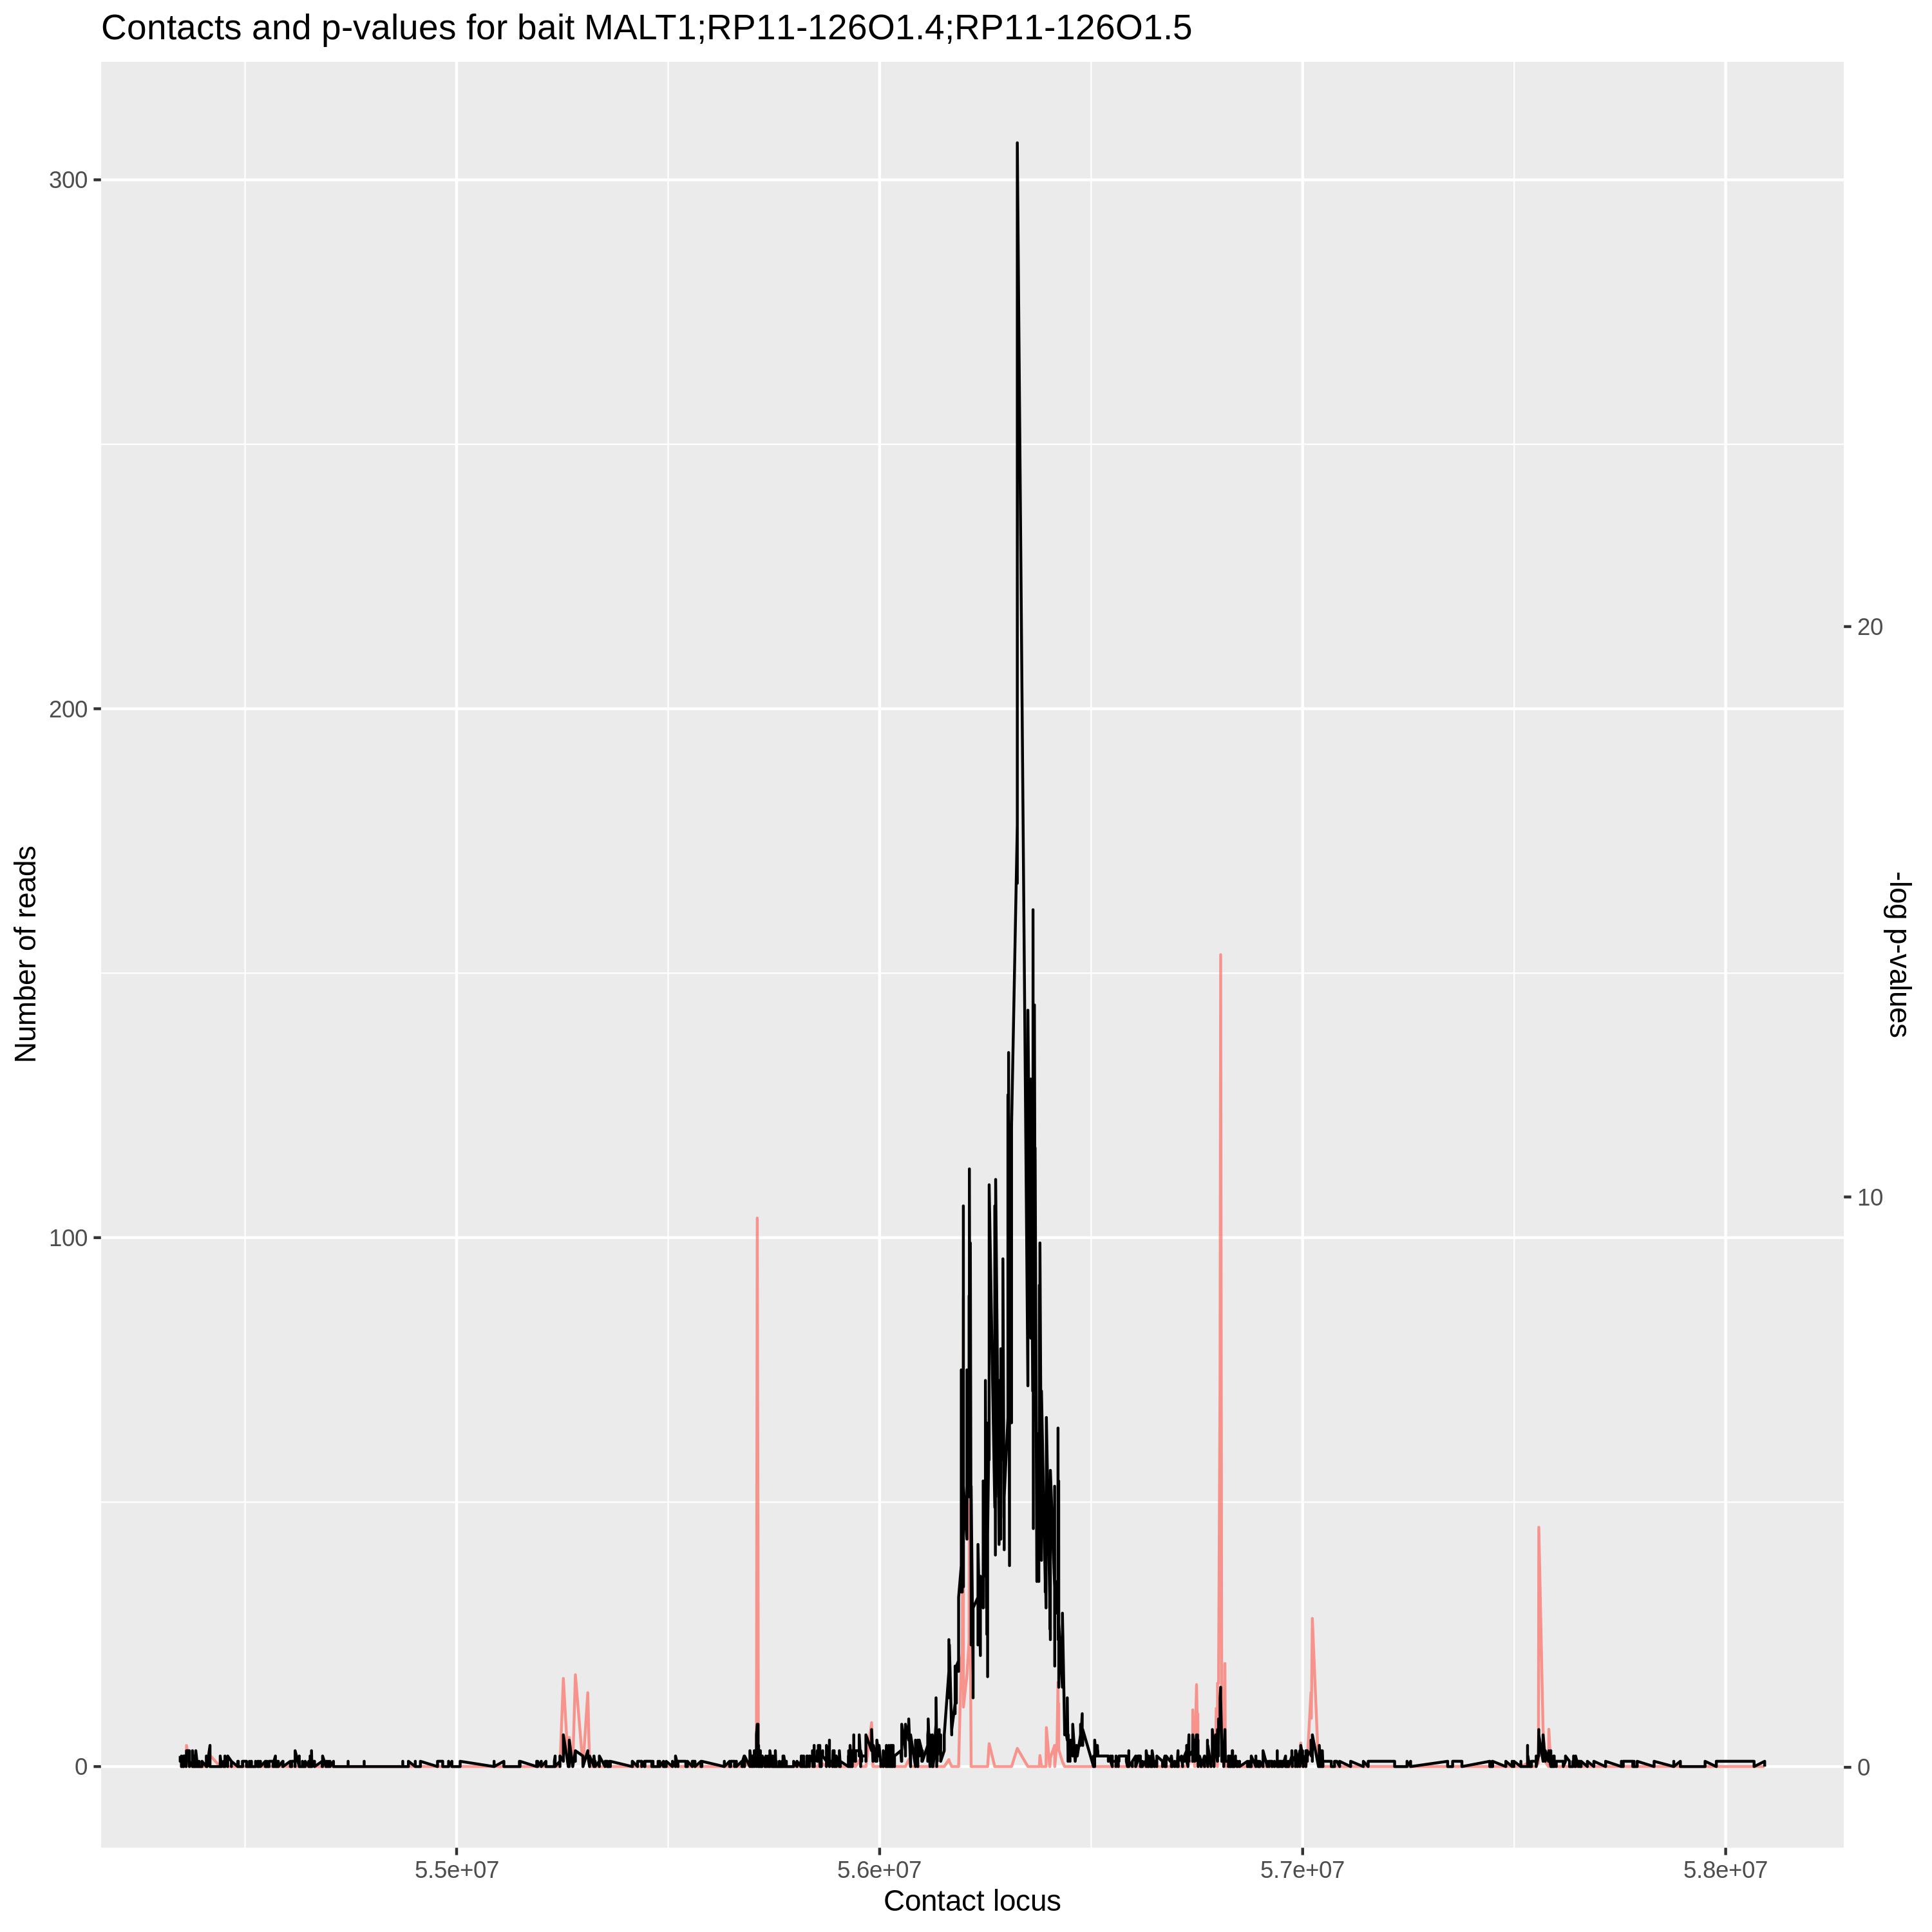 Contacts and p-values for bait MALT1;RP11-126O1.4;RP11-126O1.5
300
200
100
0
Number of reads
20
10
0
-log p-values
5.5e+07
5.6e+07
5.7e+07
5.8e+07
Contact locus